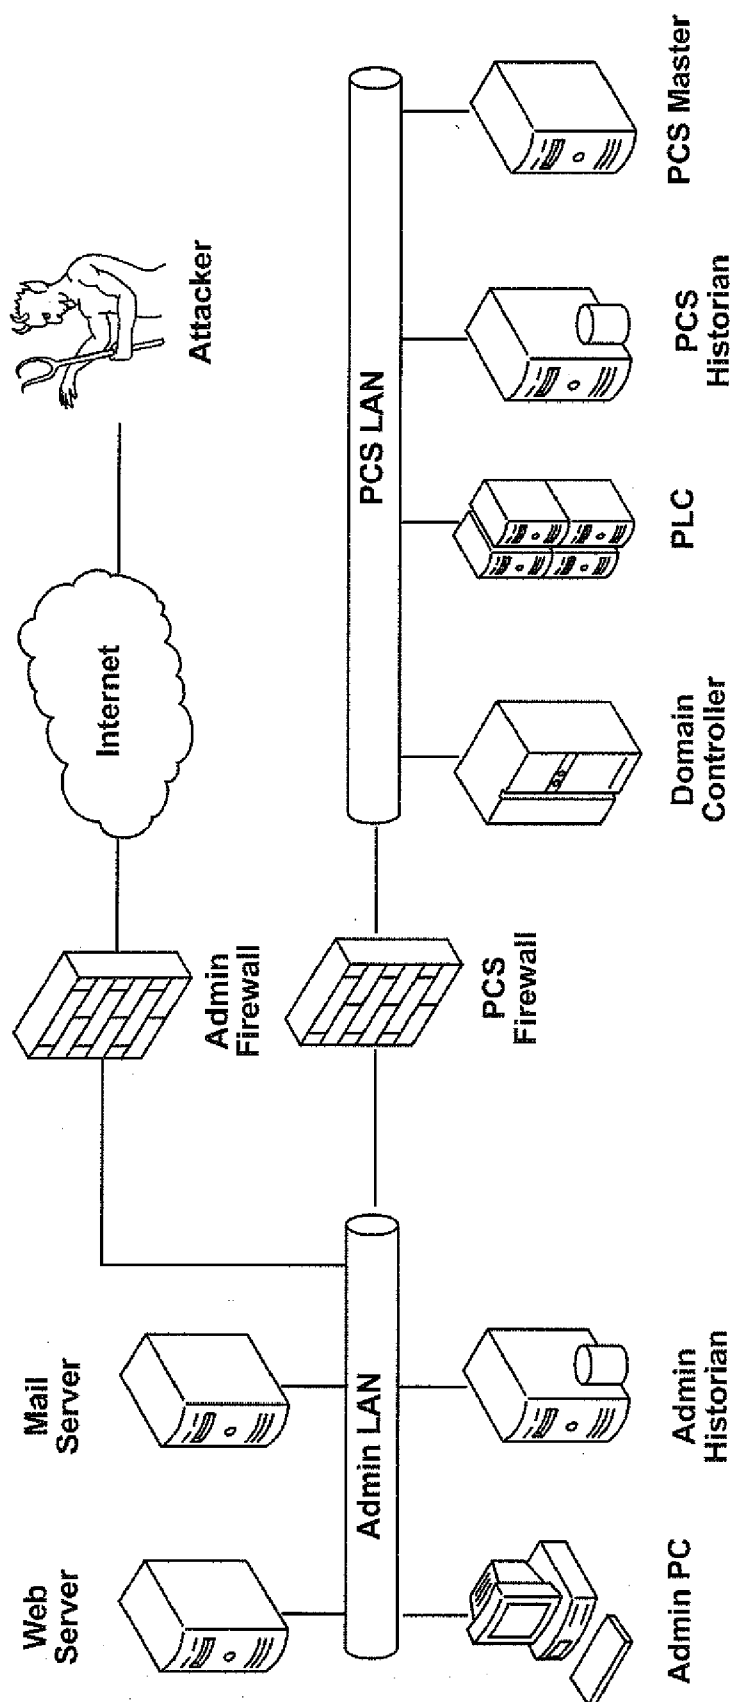 Web
Server
Mail
Server
Admin
Firewall
Internet
Attacker
Admin LAN
PCS
Firewall
PCS LAN
Admin PC
Admin
Historian
Domain
Controller
PLC
PCS
Historian
PCS Master